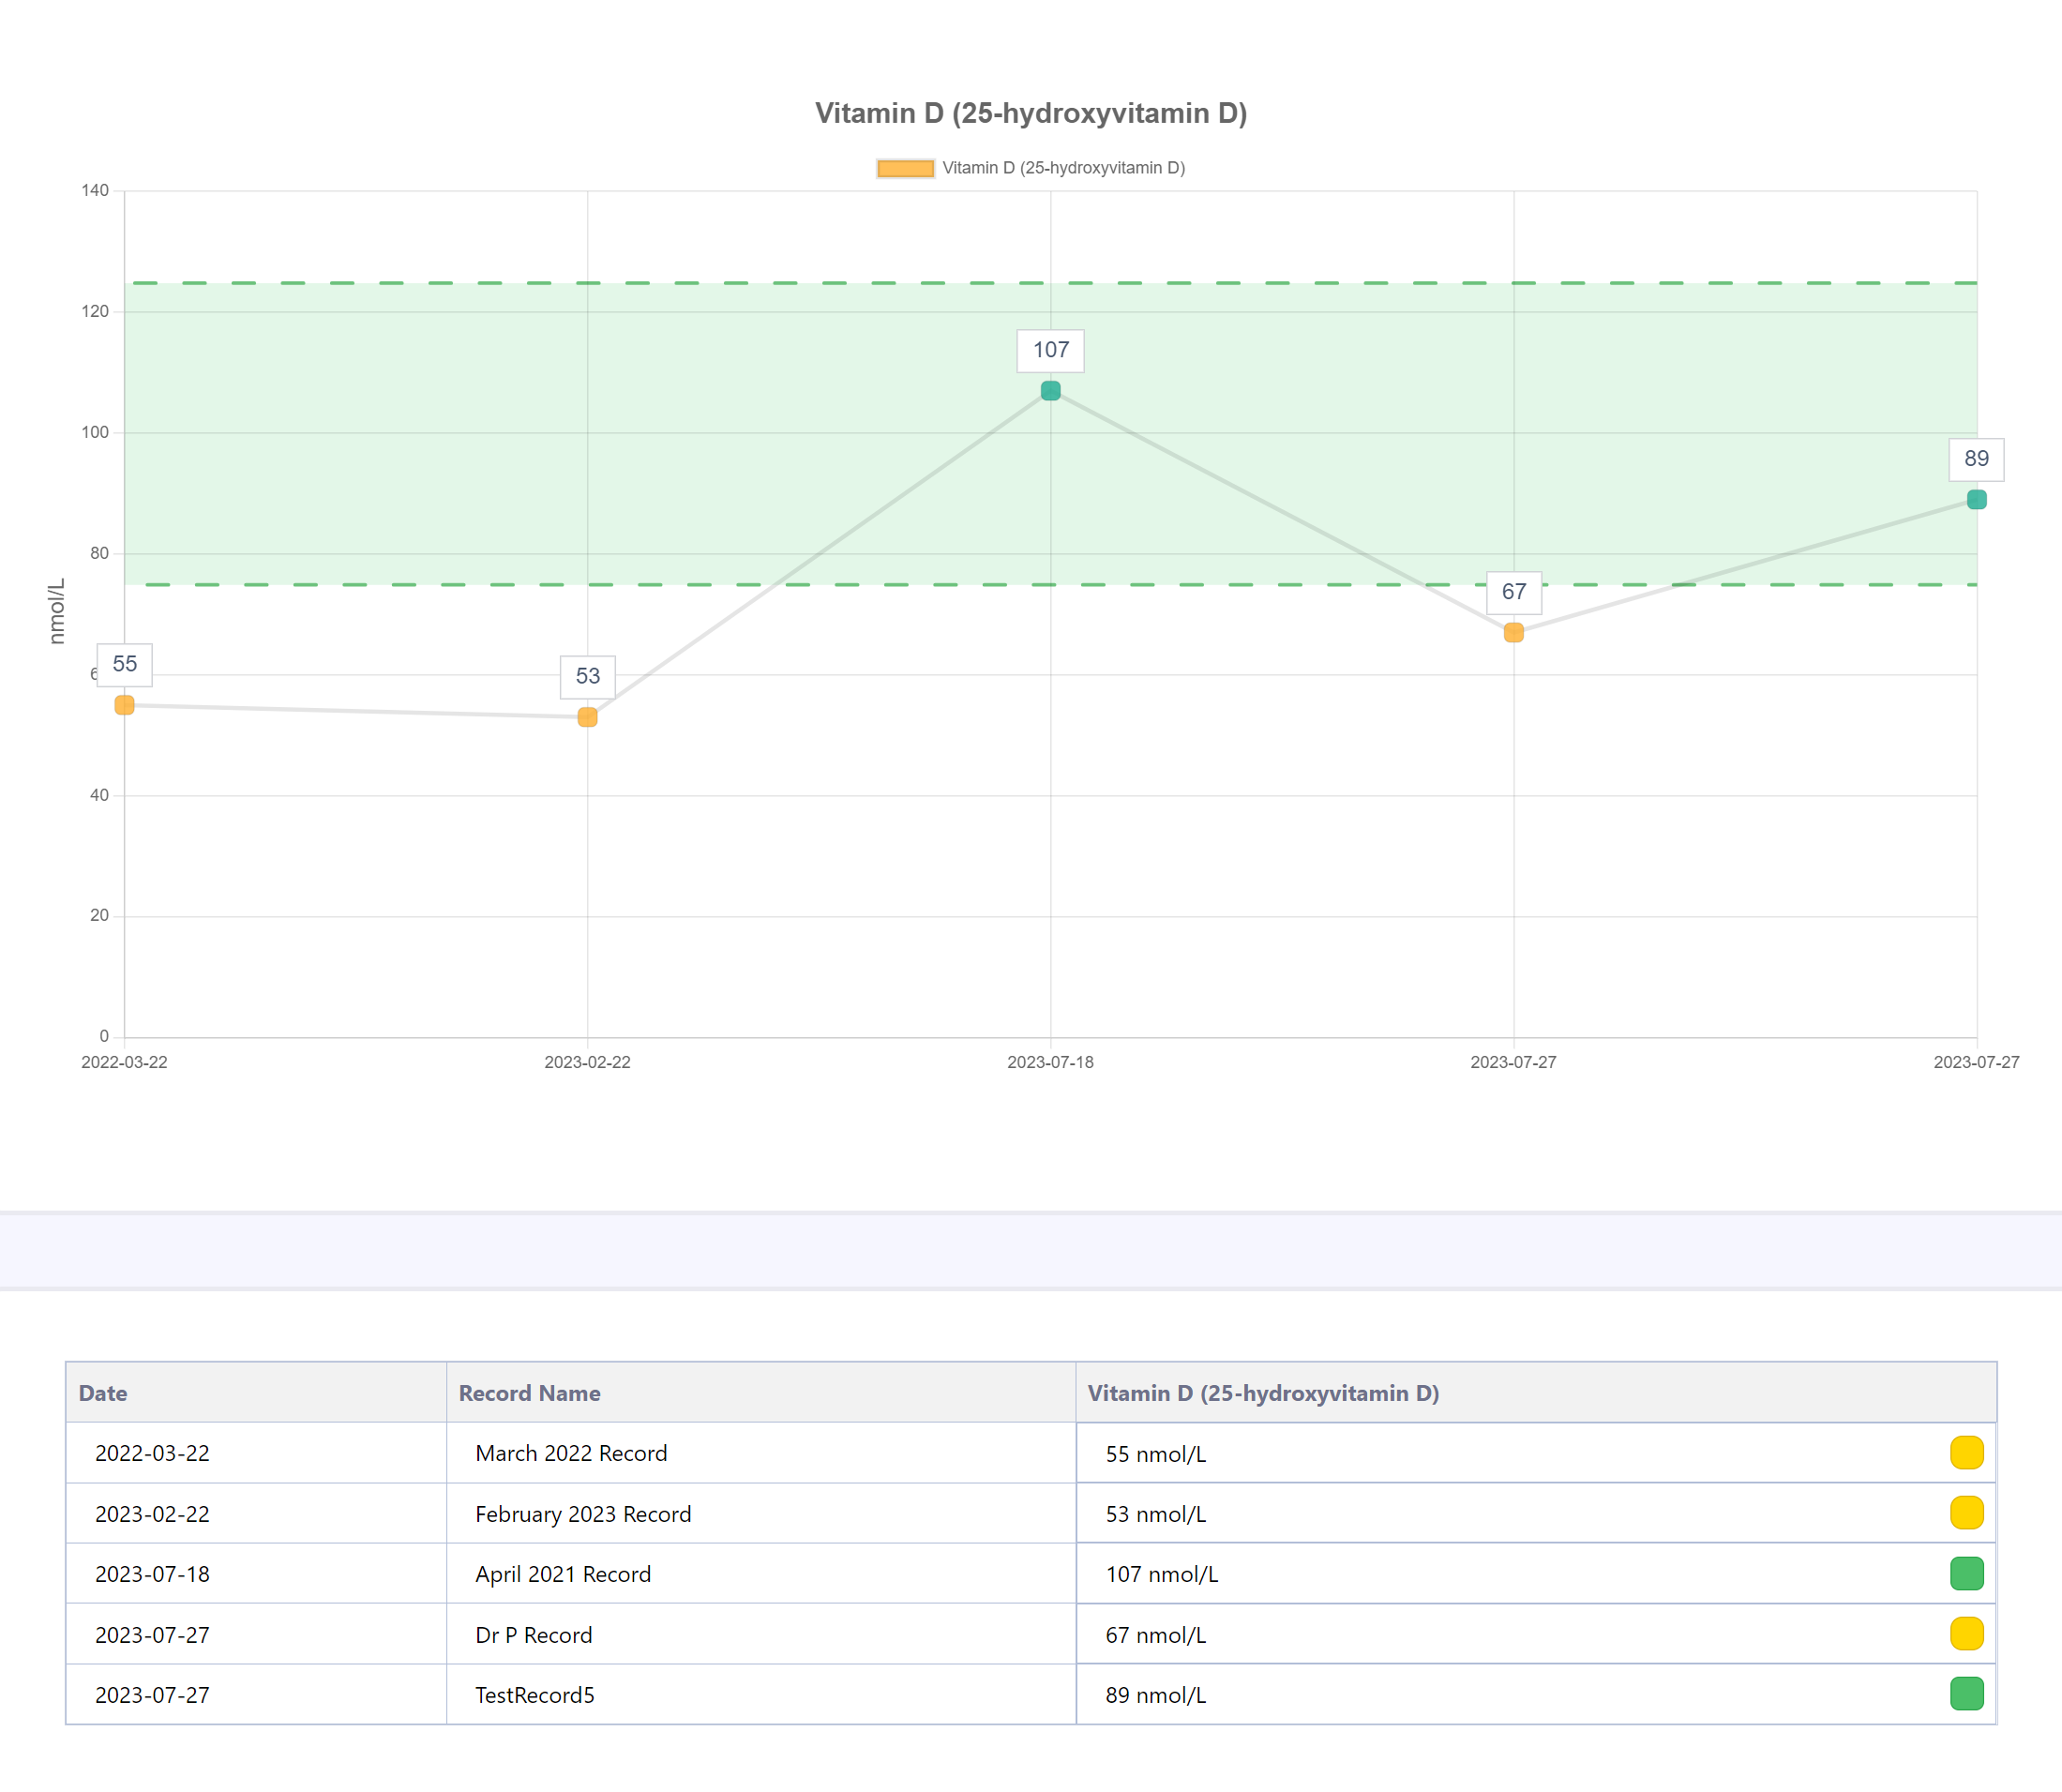 Vitamin D (25-hydroxyvitamin D)
Vitamin D (25-hydroxyvitamin D)
nmol/L
140
120
100
80
40
20
0
55
53
107
67
89
2022-03-22 2023-02-22 2023-07-18 2023-07-27 2023-07-27
Date Record Name Vitamin D (25-hydroxyvitamin D)
2022-03-22 March 2022 Record 55 nmol/L
2023-02-22 February 2023 Record 53 nmol/L
2023-07-18 April 2021 Record 107 nmol/L
2023-07-27 Dr P Record 67 nmol/L
2023-07-27 TestRecord5 89 nmol/L